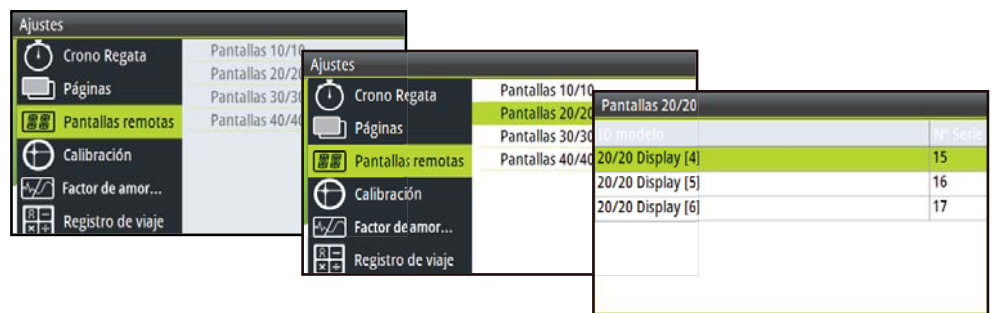 Ajustes
Crono Regata
Páginas
Pantallas remotas
Calibración
Factor de amor...
Registro de viaje
Pantallas 10/10
Pantallas 20/20
Pantallas 30/30
Pantallas 40/40
Ajustes
Crono Regata
Páginas
Pantallas remotas
Calibración
Factor de amor...
Registro de viaje
Pantallas 10/10
Pantallas 20/20
Pantallas 30/30
Pantallas 40/40
Pantallas 20/20
ID modelo Nº Serie
20/20 Display [4] 15
20/20 Display [5] 16
20/20 Display [6] 17